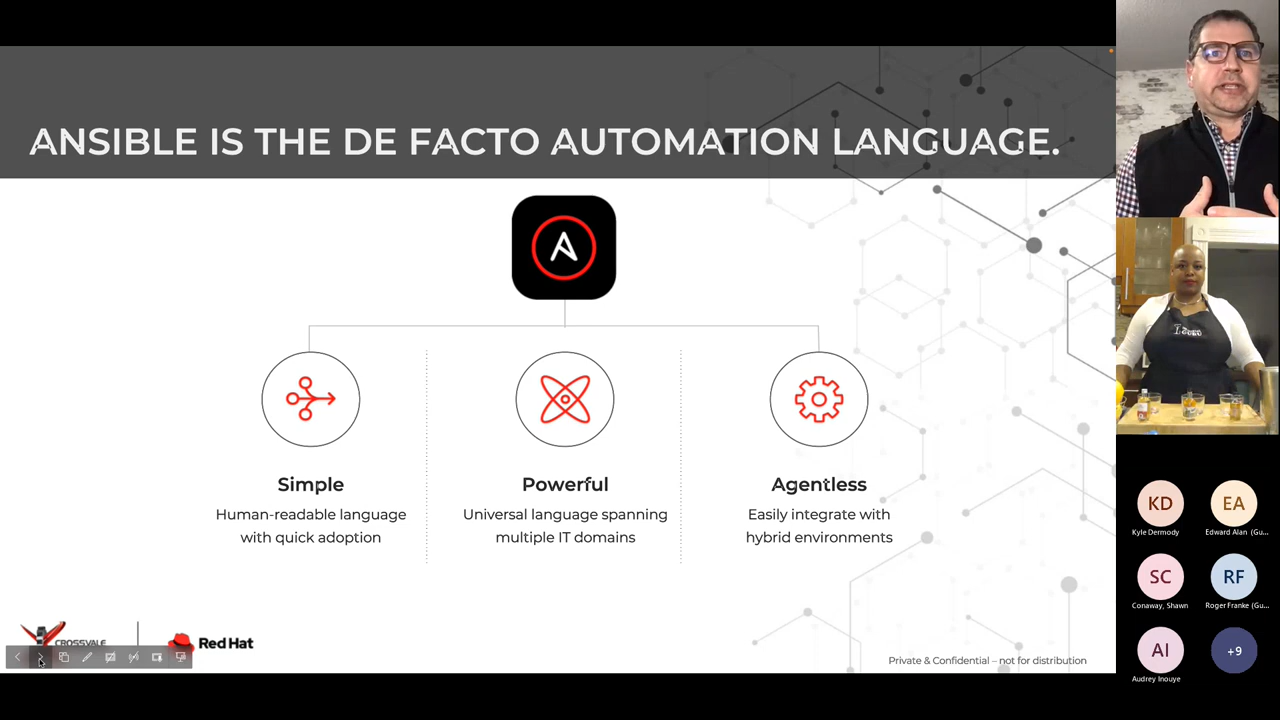 ANSIBLE IS THE DE FACTO AUTOMATION LANGUAGE.
Simple
Human-readable language
with quick adoption
Powerful
Universal language spanning
multiple IT domains
Agentless
Easily integrate with
hybrid environments
CROSSVALE
Red Hat
Private & Confidential – not for distribution
KD
Kyle Dermody
EA
Edward Alan (Gu...
SC
Conaway, Shawn
RF
Roger Franke (Gu...
AI
Audrey Inouye
+9